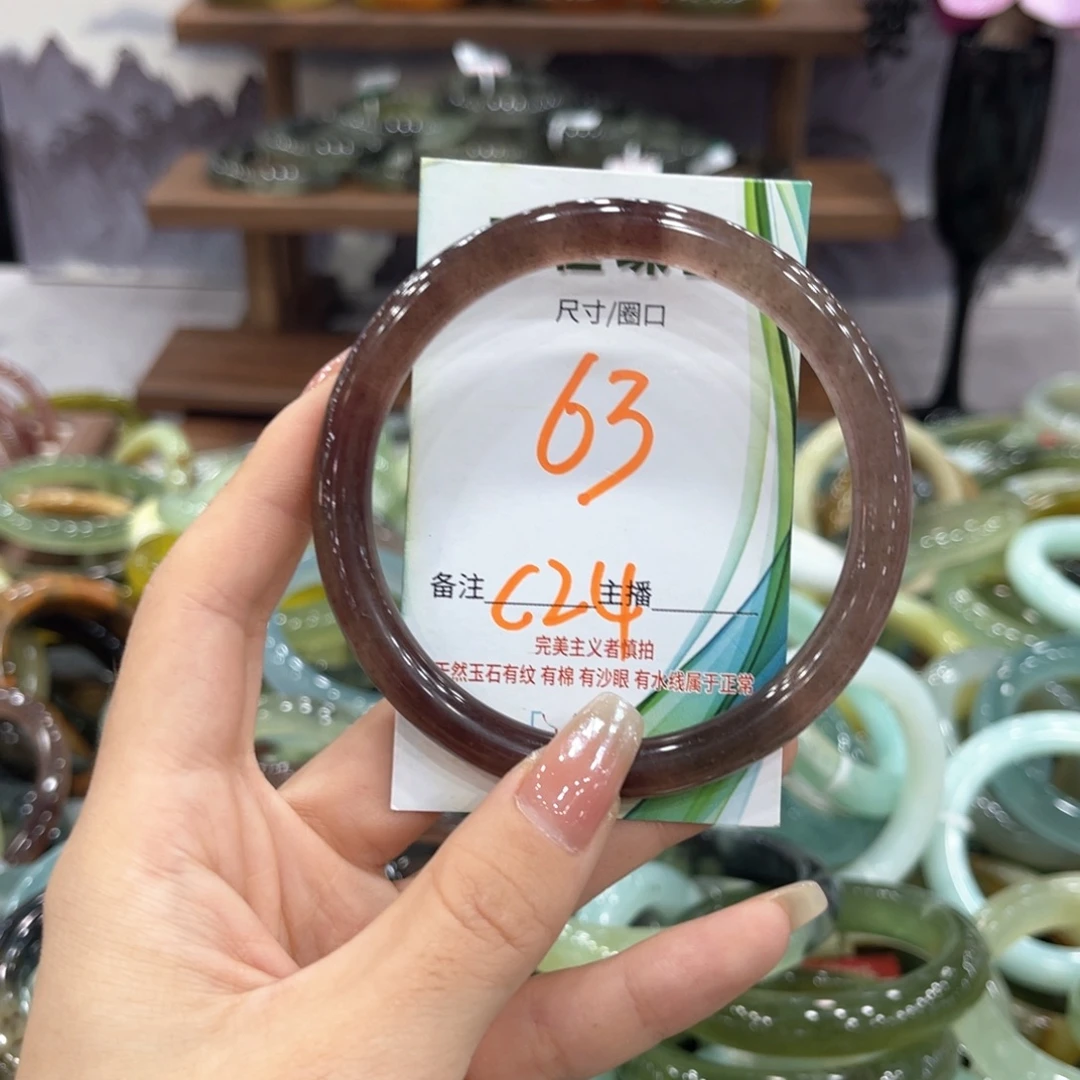 尺寸/圈口
63
备注 C24 主播
完美主义者慎拍
天然玉石有纹 有棉 有沙眼 有水线属于正常